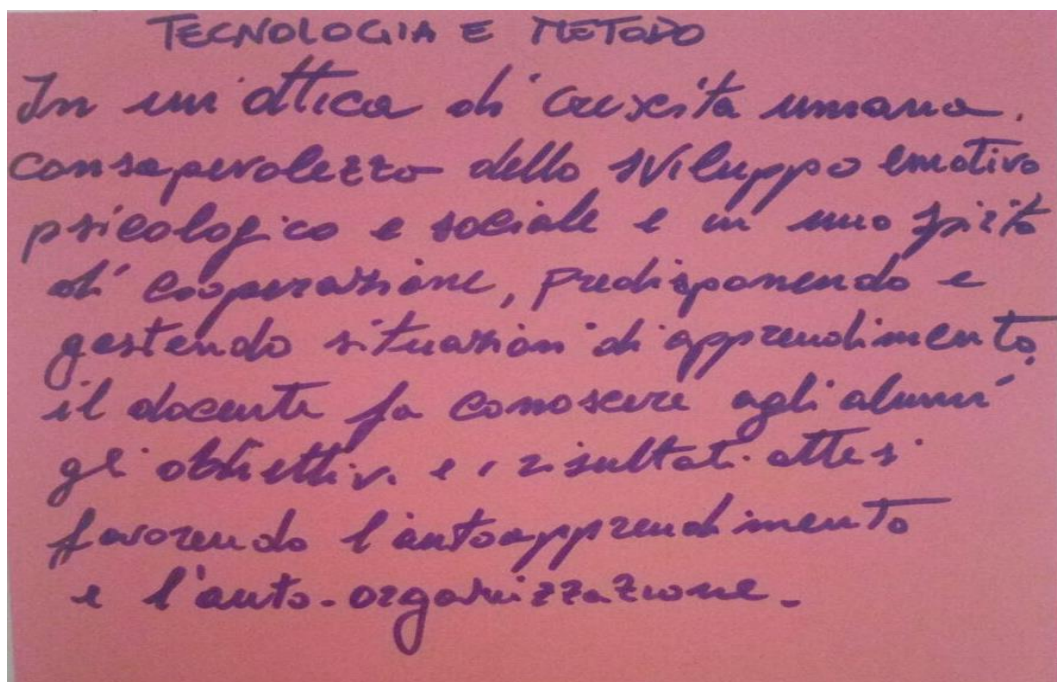 TECNOLOGIA E METODO
In un'ottica di crescita umana.
consapevolezza dello sviluppo emotivo
psicologico e sociale e in uno spirito
di cooperazione, predisponendo e
gestendo situazioni di apprendimento,
il docente fa conoscere agli alunni
gli obbiettivi e i risultati attesi
favorendo l'autoapprendimento
e l'auto-organizzazione.